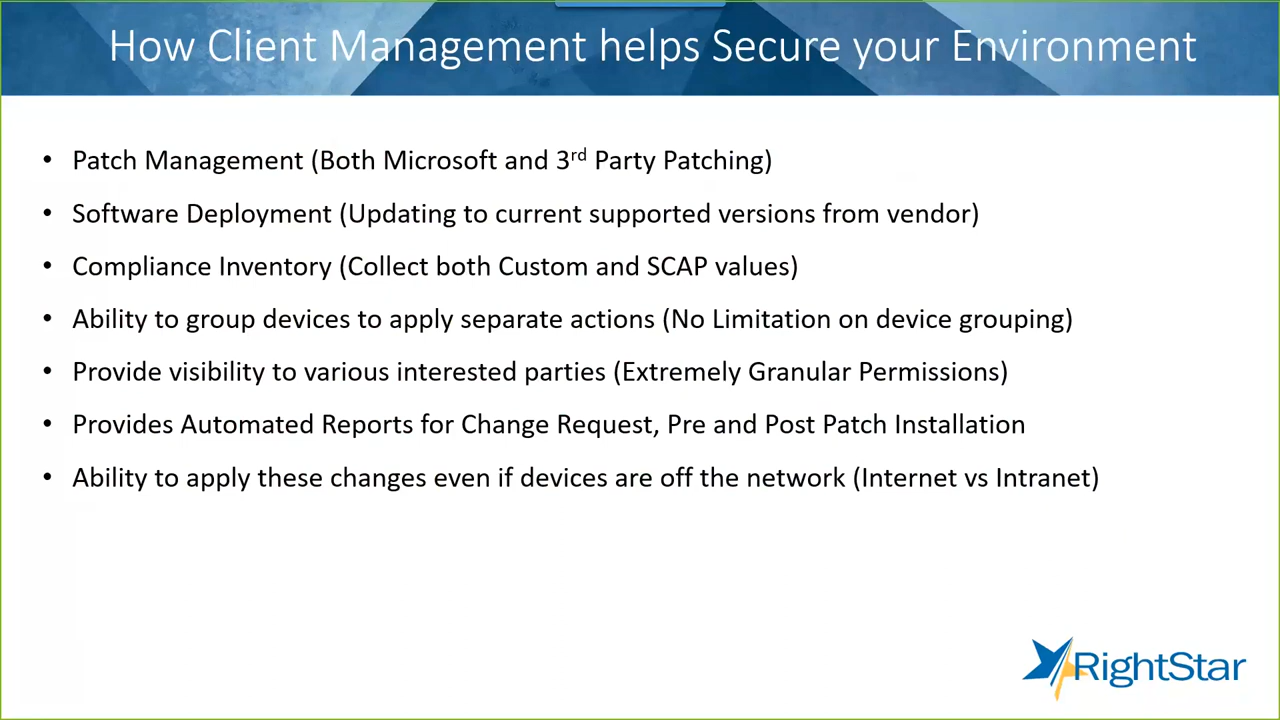 How Client Management helps Secure your Environment
• Patch Management (Both Microsoft and 3rd Party Patching)
• Software Deployment (Updating to current supported versions from vendor)
• Compliance Inventory (Collect both Custom and SCAP values)
• Ability to group devices to apply separate actions (No Limitation on device grouping)
• Provide visibility to various interested parties (Extremely Granular Permissions)
• Provides Automated Reports for Change Request, Pre and Post Patch Installation
• Ability to apply these changes even if devices are off the network (Internet vs Intranet)
RightStar